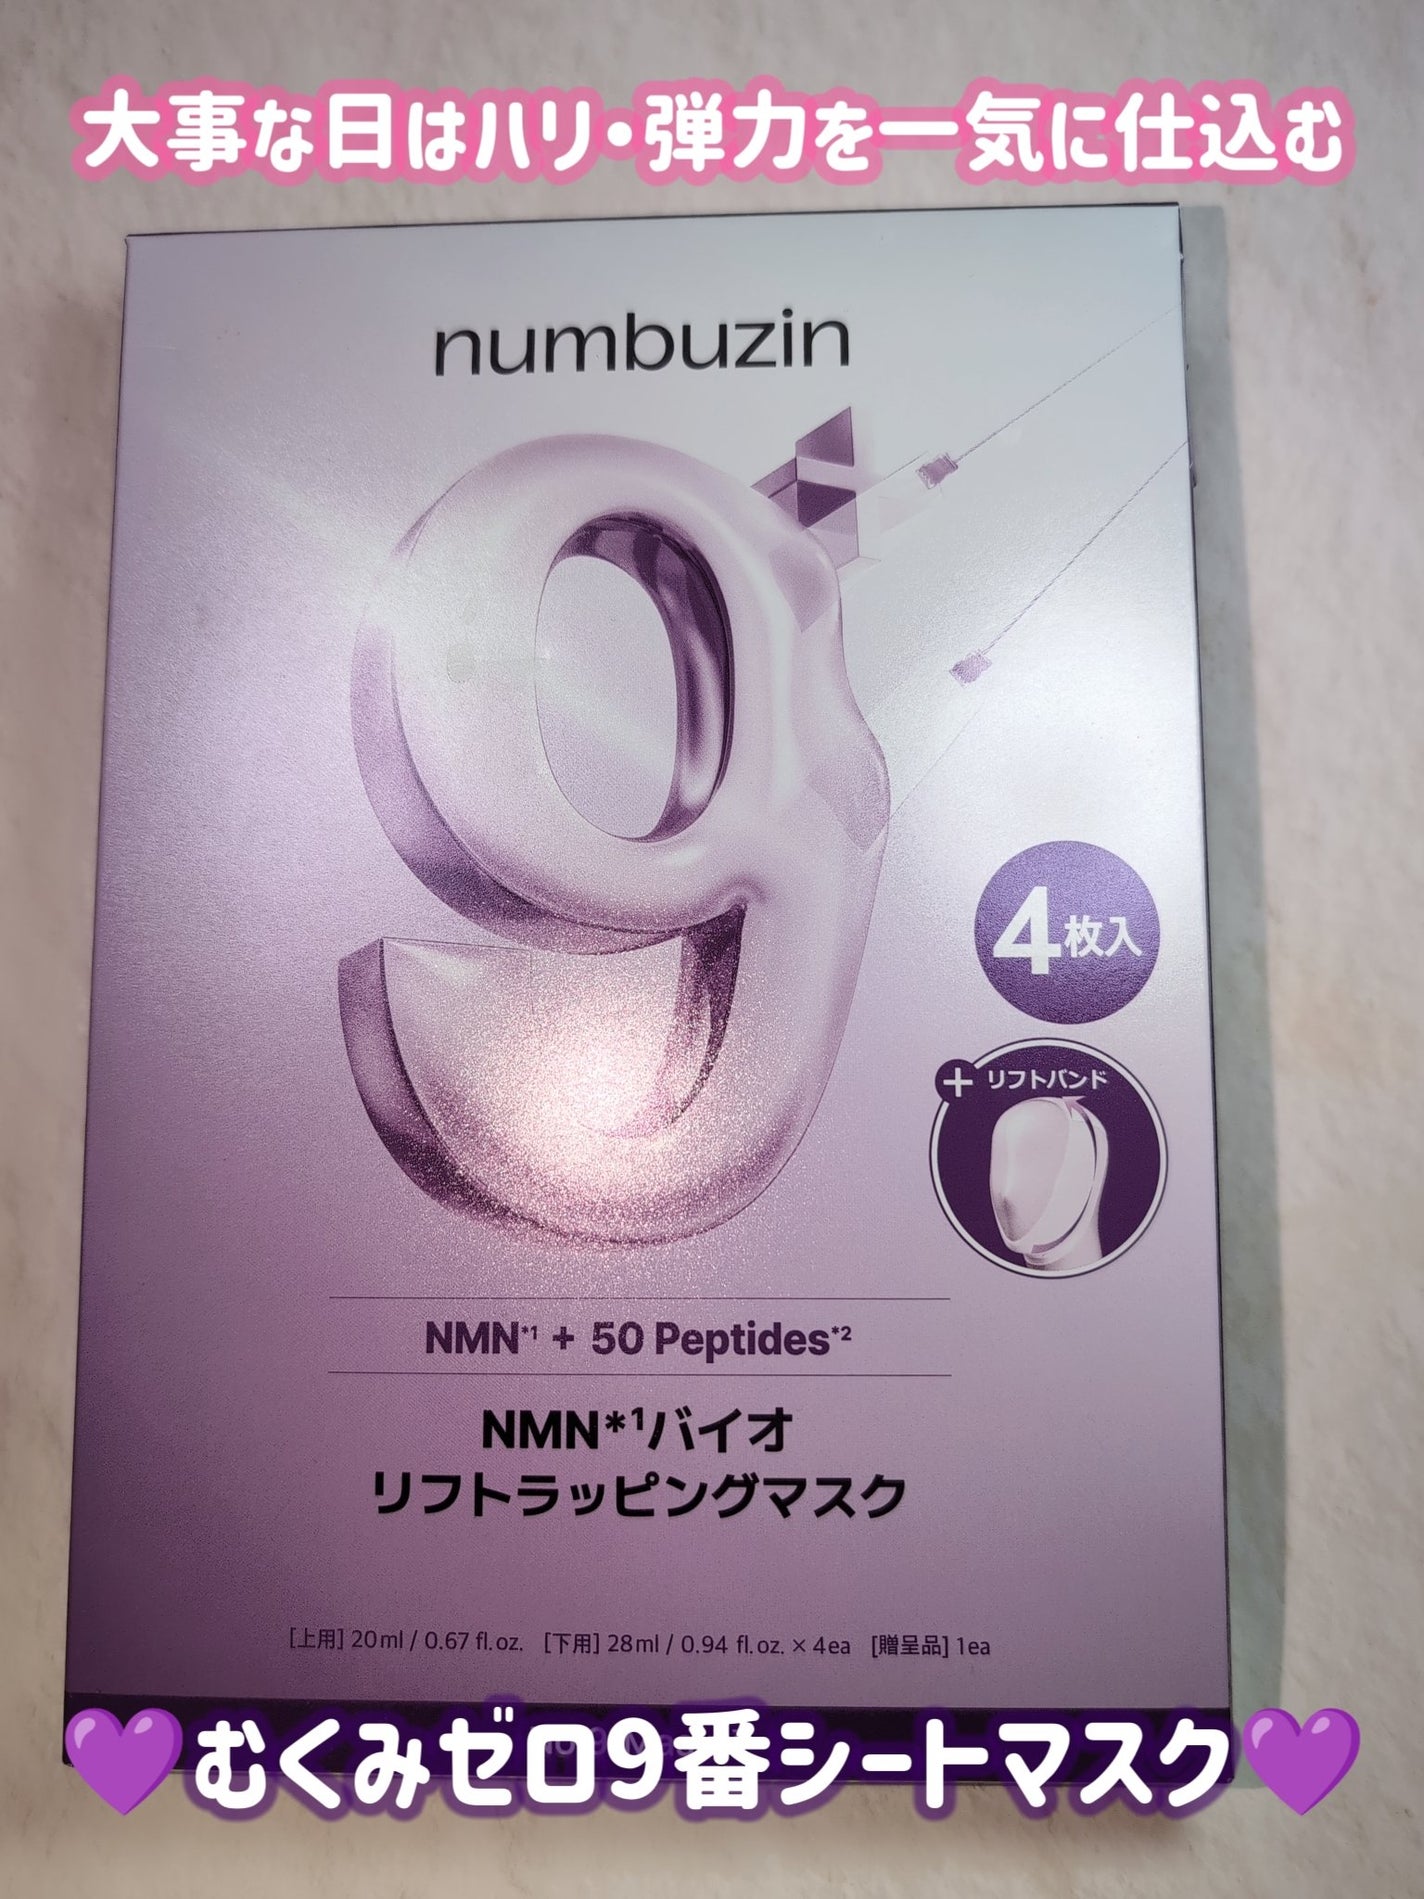 大事な日はハリ・弾力を一気に仕込む
numbuzin
4枚入
+ リフトバンド
NMN*1 + 50 Peptides*2
NMN*1バイオ
リフトラッピングマスク
[上用] 20ml / 0.67 fl.oz. [下用] 28ml / 0.94 fl.oz. × 4ea [贈呈品] 1ea
💜むくみゼロ9番シートマスク💜